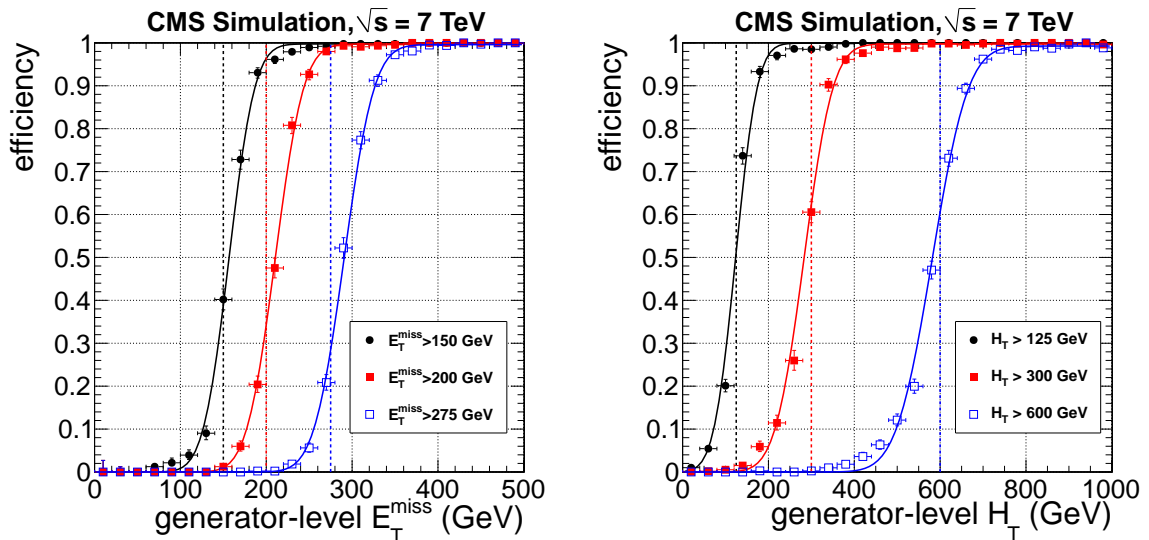 CMS Simulation, √s = 7 TeV
efficiency
1
0.9
0.8
0.7
0.6
0.5
0.4
0.3
0.2
0.1
0
E_T^miss>150 GeV
E_T^miss>200 GeV
E_T^miss>275 GeV
0 100 200 300 400 500
generator-level E_T^miss (GeV)
CMS Simulation, √s = 7 TeV
efficiency
1
0.9
0.8
0.7
0.6
0.5
0.4
0.3
0.2
0.1
0
H_T > 125 GeV
H_T > 300 GeV
H_T > 600 GeV
0 200 400 600 800 1000
generator-level H_T (GeV)